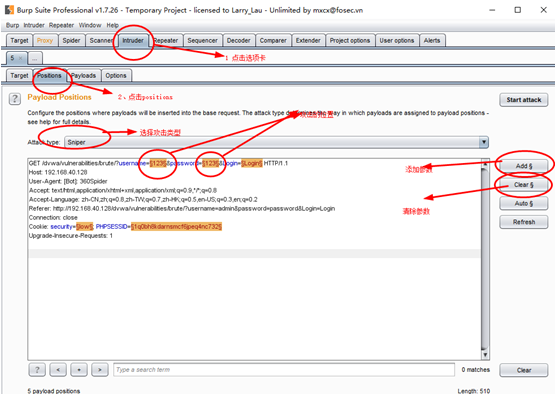 Burp Suite Professional v1.7.26 - Temporary Project - licensed to Larry_Lau - Unlimited by mxcx@fosec.vn
Burp Intruder Repeater Window Help
Target Proxy Spider Scanner Intruder Repeater Sequencer Decoder Comparer Extender Project options User options Alerts
5 × ...
1 点击选项卡
Target Positions Payloads Options
2、点击positions
? Payload Positions
Start attack
Configure the positions where payloads will be inserted into the base request. The attack type determines the way in which payloads are assigned to payload positions -
see help for full details.
选择攻击类型
Attack type: Sniper
GET /dvwa/vulnerabilities/brute/?username=§123§&password=§123§&Login=§Login§ HTTP/1.1
Host: 192.168.40.128
User-Agent: [Bot]: 360Spider
Accept: text/html,application/xhtml+xml,application/xml;q=0.9,*/*;q=0.8
Accept-Language: zh-CN,zh;q=0.8,zh-TW;q=0.7,zh-HK;q=0.5,en-US;q=0.3,en;q=0.2
Referer: http://192.168.40.128/dvwa/vulnerabilities/brute/?username=admin&password=password&Login=Login
Connection: close
Cookie: security=§low§; PHPSESSID=
Upgrade-Insecure-Requests: 1
添加参数
Add §
Clear §
清除参数
Auto §
Refresh
? < + > Type a search term 0 matches Clear
5 payload positions Length: 510